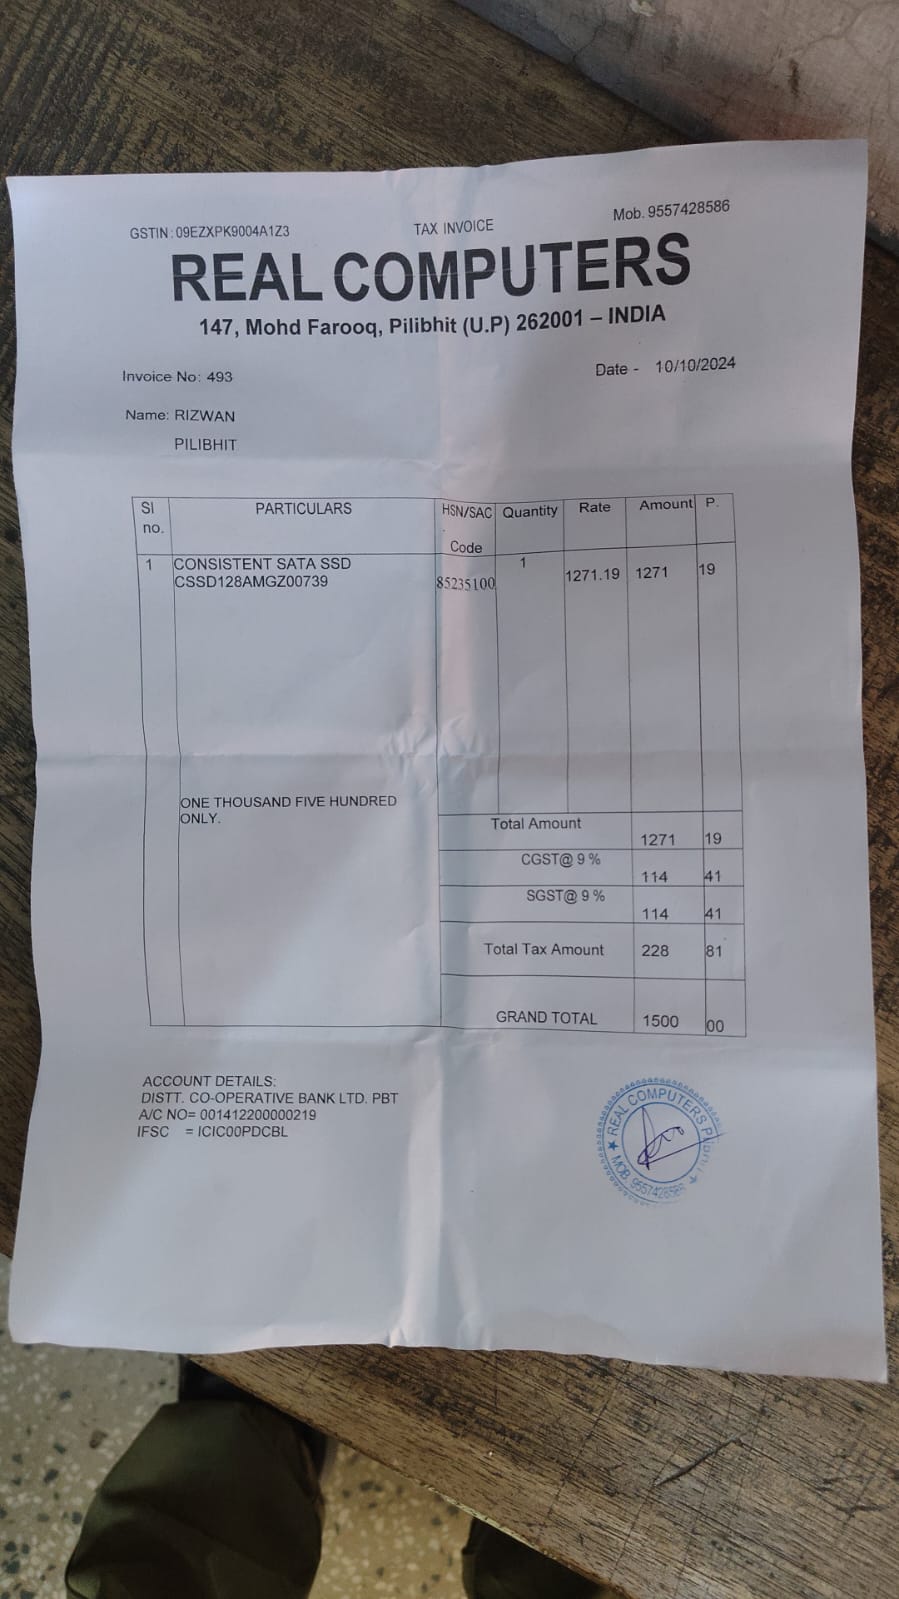 GSTIN: 09EZXPK9004A1Z3 TAX INVOICE Mob. 9557428586
REAL COMPUTERS
147, Mohd Farooq, Pilibhit (U.P) 262001 – INDIA
Invoice No: 493 Date - 10/10/2024
Name: RIZWAN
PILIBHIT
Sl no. PARTICULARS HSN/SAC. Code Quantity Rate Amount P.
1 CONSISTENT SATA SSD 85235100 1 1271.19 1271 19
CSSD128AMGZ00739
ONE THOUSAND FIVE HUNDRED
ONLY.
Total Amount 1271 19
CGST@ 9 % 114 41
SGST@ 9 % 114 41
Total Tax Amount 228 81
GRAND TOTAL 1500 00
ACCOUNT DETAILS:
DISTT. CO-OPERATIVE BANK LTD. PBT
A/C NO= 001412200000219
IFSC = ICIC00PDCBL
REAL COMPUTERS Pilibhit
MOB. 9557428586